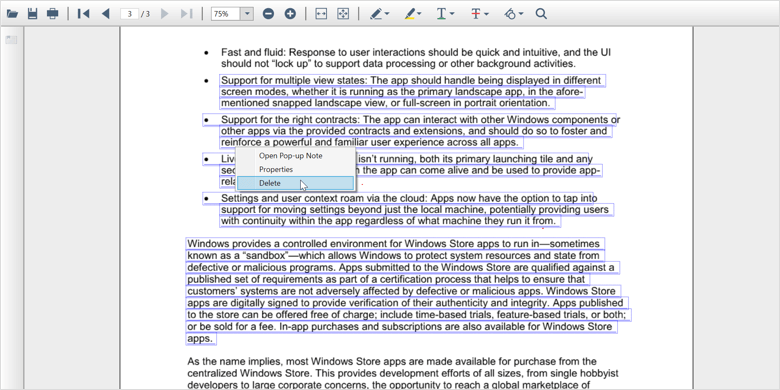 3 / 3
75%
• Fast and fluid: Response to user interactions should be quick and intuitive, and the UI
should not “lock up” to support data processing or other background activities.
• Support for multiple view states: The app should handle being displayed in different
screen modes, whether it is running as the primary landscape app, in the afore-
mentioned snapped landscape view, or full-screen in portrait orientation.
• Support for the right contracts: The app can interact with other Windows components or
other apps via the provided contracts and extensions, and should do so to foster and
reinforce a powerful and familiar user experience across all apps.
• Liv isn’t running, both its primary launching tile and any
Open Pop-up Note
sec the app can come alive and be used to provide app-
Properties
rela
Delete
• Settings and user context roam via the cloud: Apps now have the option to tap into
support for moving settings beyond just the local machine, potentially providing users
with continuity within the app regardless of what machine they run it from.
Windows provides a controlled environment for Windows Store apps to run in—sometimes
known as a “sandbox”—which allows Windows to protect system resources and state from
defective or malicious programs. Apps submitted to the Windows Store are qualified against a
published set of requirements as part of a certification process that helps to ensure that
customers’ systems are not adversely affected by defective or malicious apps. Windows Store
apps are digitally signed to provide verification of their authenticity and integrity. Apps published
to the store can be offered free of charge; include time-based trials, feature-based trials, or both;
or be sold for a fee. In-app purchases and subscriptions are also available for Windows Store
apps.
As the name implies, most Windows Store apps are made available for purchase from the
centralized Windows Store. This provides development efforts of all sizes, from single hobbyist
developers to large corporate concerns, the opportunity to reach a global marketplace of